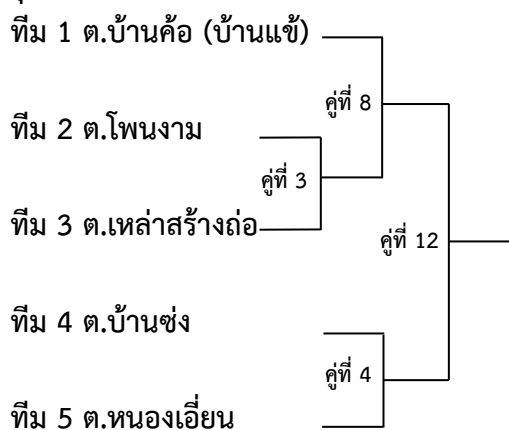 ทีม 1 ต.บ้านค้อ (บ้านแข้)
คู่ที่ 8
ทีม 2 ต.โพนงาม
คู่ที่ 3
ทีม 3 ต.เหล่าสร้างถ่อ
คู่ที่ 12
ทีม 4 ต.บ้านซ่ง
คู่ที่ 4
ทีม 5 ต.หนองเอี่ยน